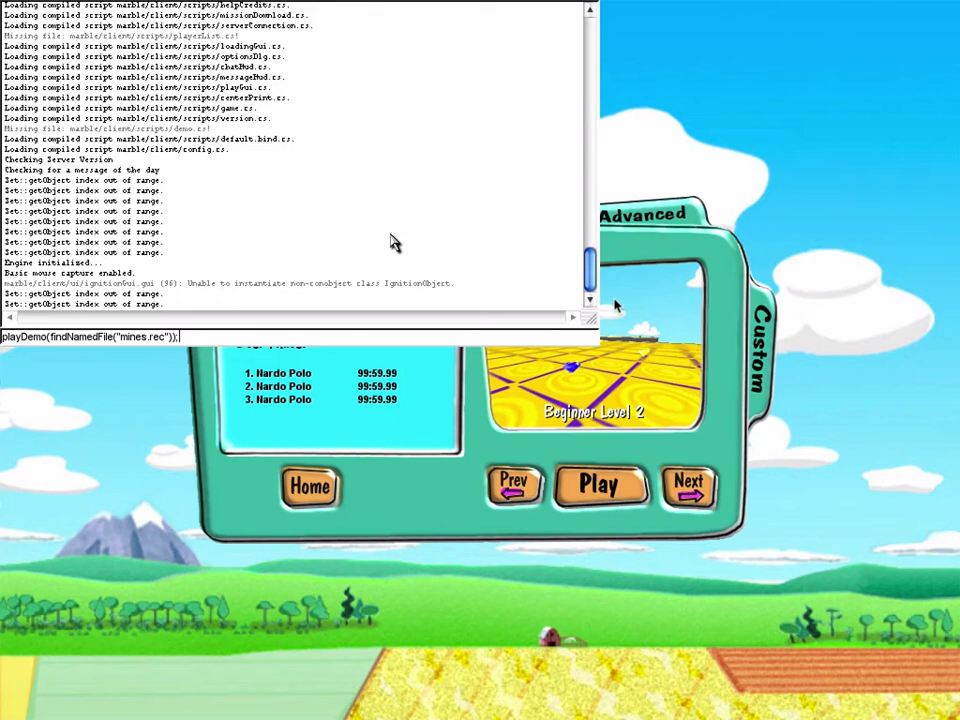 Loading compiled script marble/client/scripts/helpCredits.cs.
Loading compiled script marble/client/scripts/missionDownload.cs.
Loading compiled script marble/client/scripts/serverConnection.cs.
Missing file: marble/client/scripts/playerList.cs!
Loading compiled script marble/client/scripts/loadingGui.cs.
Loading compiled script marble/client/scripts/optionsDlg.cs.
Loading compiled script marble/client/scripts/chatHud.cs.
Loading compiled script marble/client/scripts/messageHud.cs.
Loading compiled script marble/client/scripts/playGui.cs.
Loading compiled script marble/client/scripts/centerPrint.cs.
Loading compiled script marble/client/scripts/game.cs.
Loading compiled script marble/client/scripts/version.cs.
Missing file: marble/client/scripts/demo.cs!
Loading compiled script marble/client/scripts/default.bind.cs.
Loading compiled script marble/client/config.cs.
Checking Server Version
Checking for a message of the day
Set::getObject index out of range.
Set::getObject index out of range.
Set::getObject index out of range.
Set::getObject index out of range.
Set::getObject index out of range.
Set::getObject index out of range.
Set::getObject index out of range.
Set::getObject index out of range.
Engine initialized...
Basic mouse capture enabled.
marble/client/ui/ignitionGui.gui (96): Unable to instantiate non-conobject class IgnitionObject.
Set::getObject index out of range.
Set::getObject index out of range.
playDemo(findNamedFile("mines.rec"));
Advanced
Custom
1. Nardo Polo 99:59.99
2. Nardo Polo 99:59.99
3. Nardo Polo 99:59.99
Beginner Level 2
Home
Prev
Play
Next